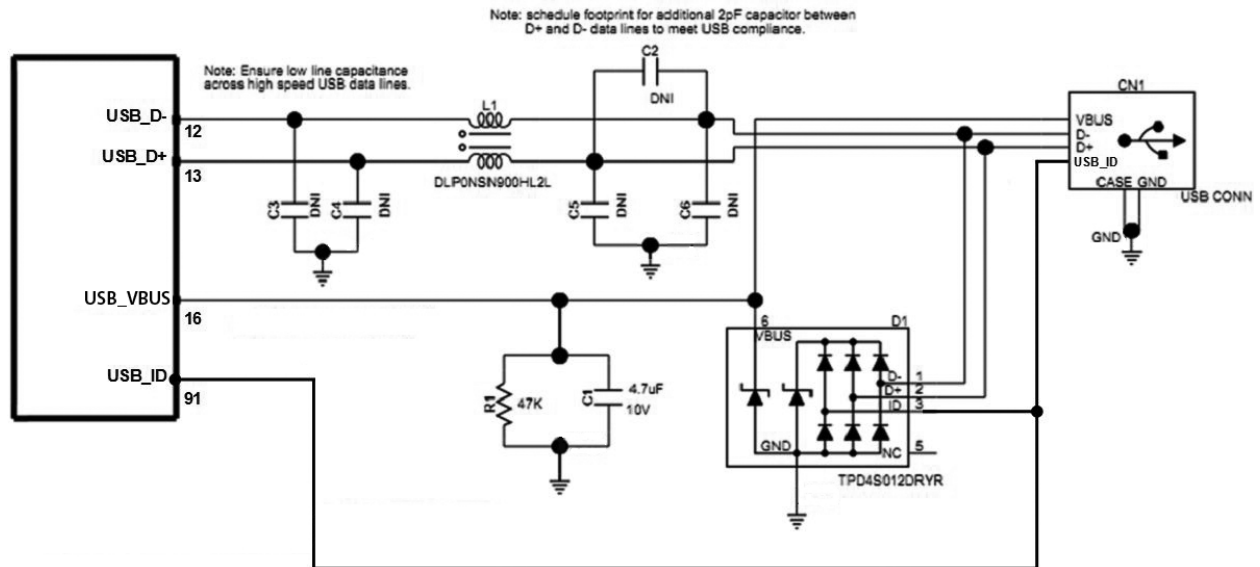 Note: schedule footprint for additional 2pF capacitor between
D+ and D- data lines to meet USB compliance.
Note: Ensure low line capacitance
across high speed USB data lines.
C2
DNI
L1
DLP0NSN900HL2L
USB_D-
12
USB_D+
13
C3
DNI
C4
DNI
C5
DNI
C6
DNI
CN1
VBUS
D-
D+
USB_ID
CASE GND
USB CONN
GND
USB_VBUS
16
USB_ID
91
R1
47K
C1
4.7uF
10V
6
D1
VBUS
D- 1
D+ 2
ID 3
GND
NC 5
TPD4S012DRYR